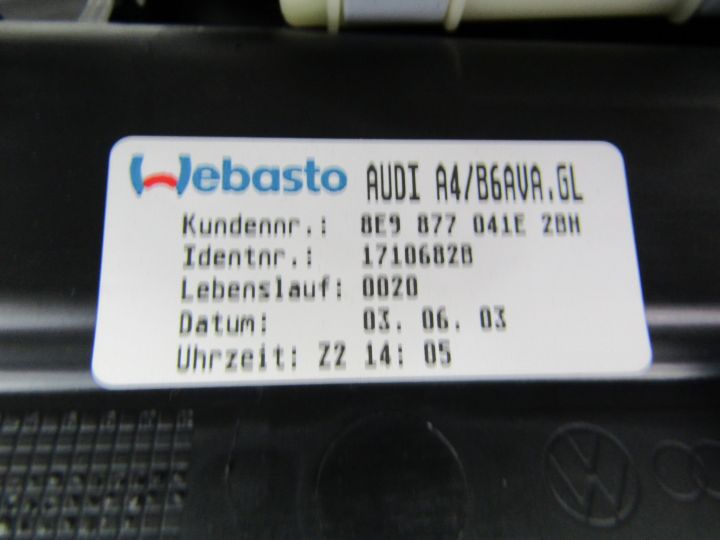 Webasto AUDI A4/B6AVA.GL
Kundennr.: 8E9 877 041E 2BH
Identnr.: 1710682B
Lebenslauf: 0020
Datum: 03. 06. 03
Uhrzeit: Z2 14: 05